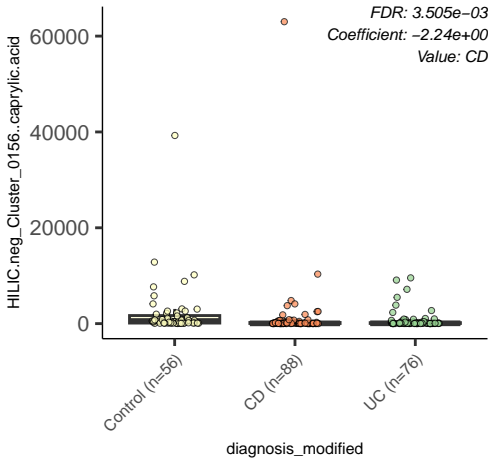 FDR: 3.505e−03
Coefficient: −2.24e+00
Value: CD
HILIC.neg_Cluster_0156..caprylic.acid
60000
40000
20000
0
Control (n=56)
CD (n=88)
UC (n=76)
diagnosis_modified